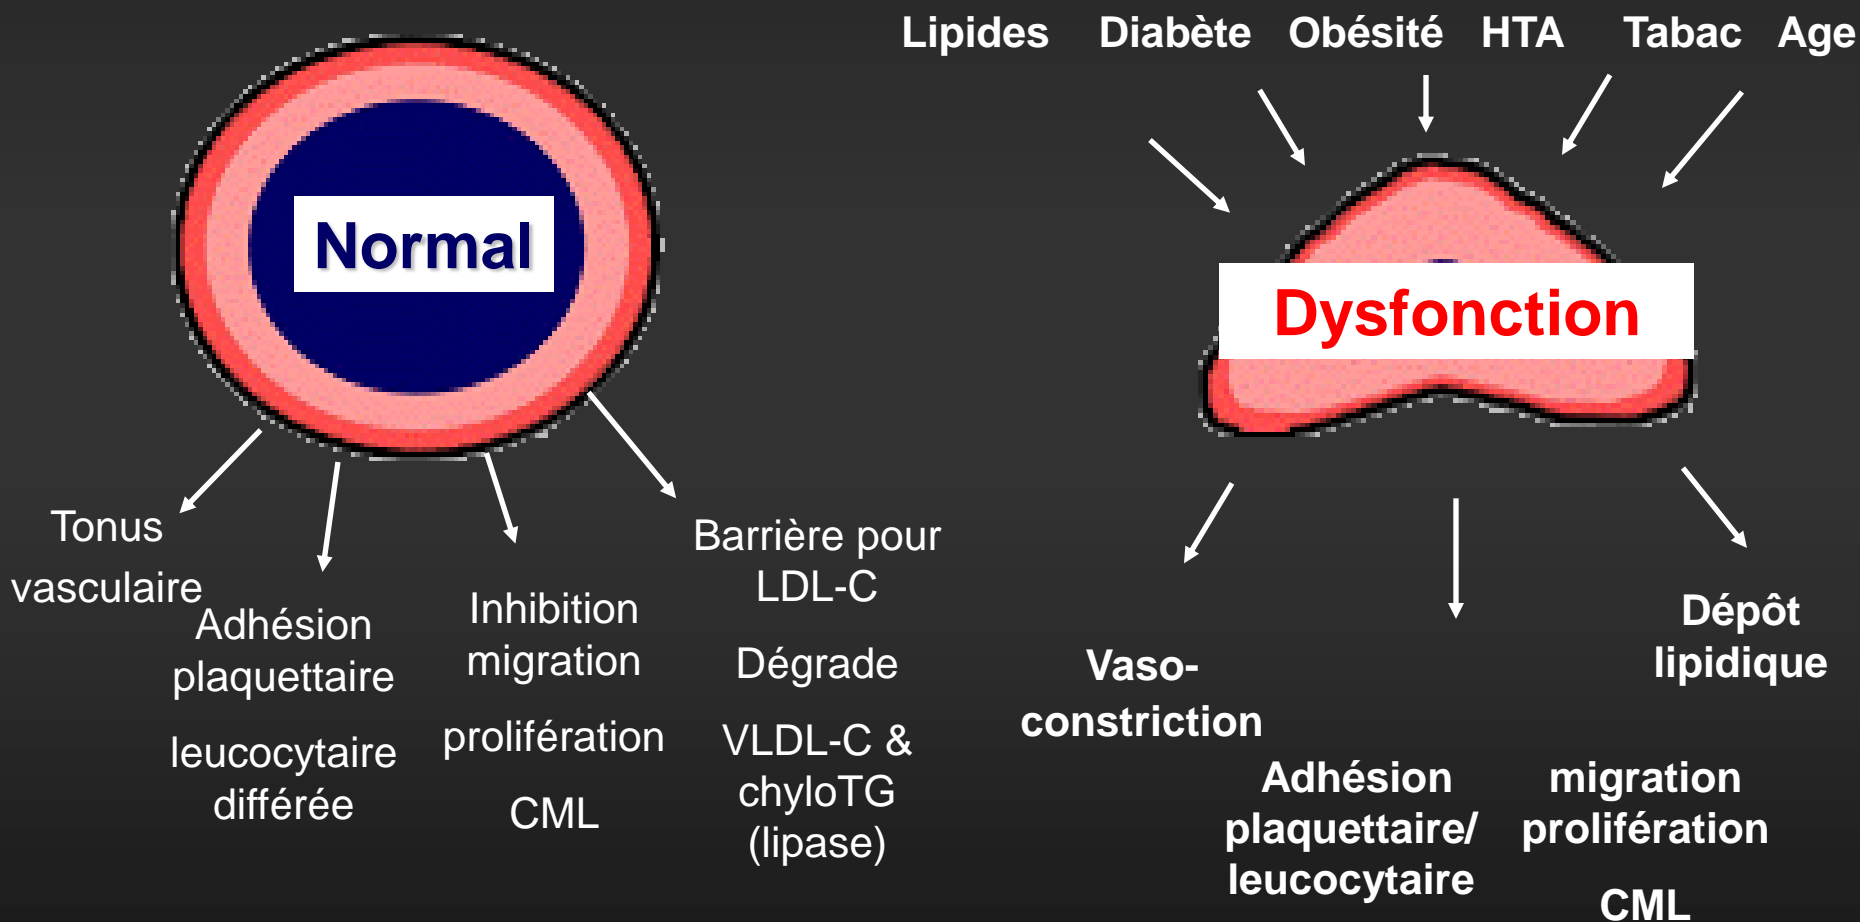 Lipides Diabète Obésité HTA Tabac Age
Normal
Dysfonction
Tonus
vasculaire
Adhésion
plaquettaire
leucocytaire
différée
Inhibition
migration
prolifération
CML
Barrière pour
LDL-C
Dégrade
VLDL-C &
chyloTG
(lipase)
Vaso-
constriction
Adhésion
plaquettaire/
leucocytaire
migration
prolifération
CML
Dépôt
lipidique